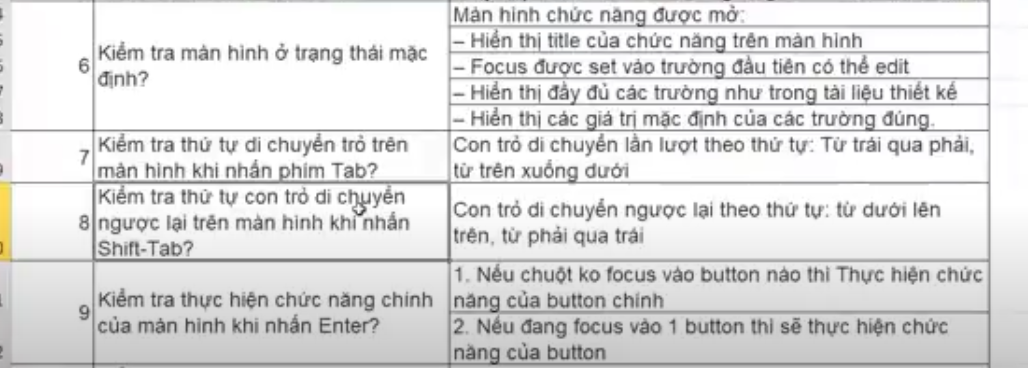 Màn hình chức năng được mở:
6
Kiểm tra màn hình ở trạng thái mặc
định?
– Hiển thị title của chức năng trên màn hình
– Focus được set vào trường đầu tiên có thể edit
– Hiển thị đầy đủ các trường như trong tài liệu thiết kế
– Hiển thị các giá trị mặc định của các trường đúng.
7
Kiểm tra thứ tự di chuyển trỏ trên
màn hình khi nhấn phím Tab?
Con trỏ di chuyển lần lượt theo thứ tự: Từ trái qua phải,
từ trên xuống dưới
8
Kiểm tra thứ tự con trỏ di chuyển
ngược lại trên màn hình khi nhấn
Shift-Tab?
Con trỏ di chuyển ngược lại theo thứ tự: từ dưới lên
trên, từ phải qua trái
9
Kiểm tra thực hiện chức năng chính
của màn hình khi nhấn Enter?
1. Nếu chuột ko focus vào button nào thì Thực hiện chức
năng của button chính
2. Nếu đang focus vào 1 button thì sẽ thực hiện chức
năng của button